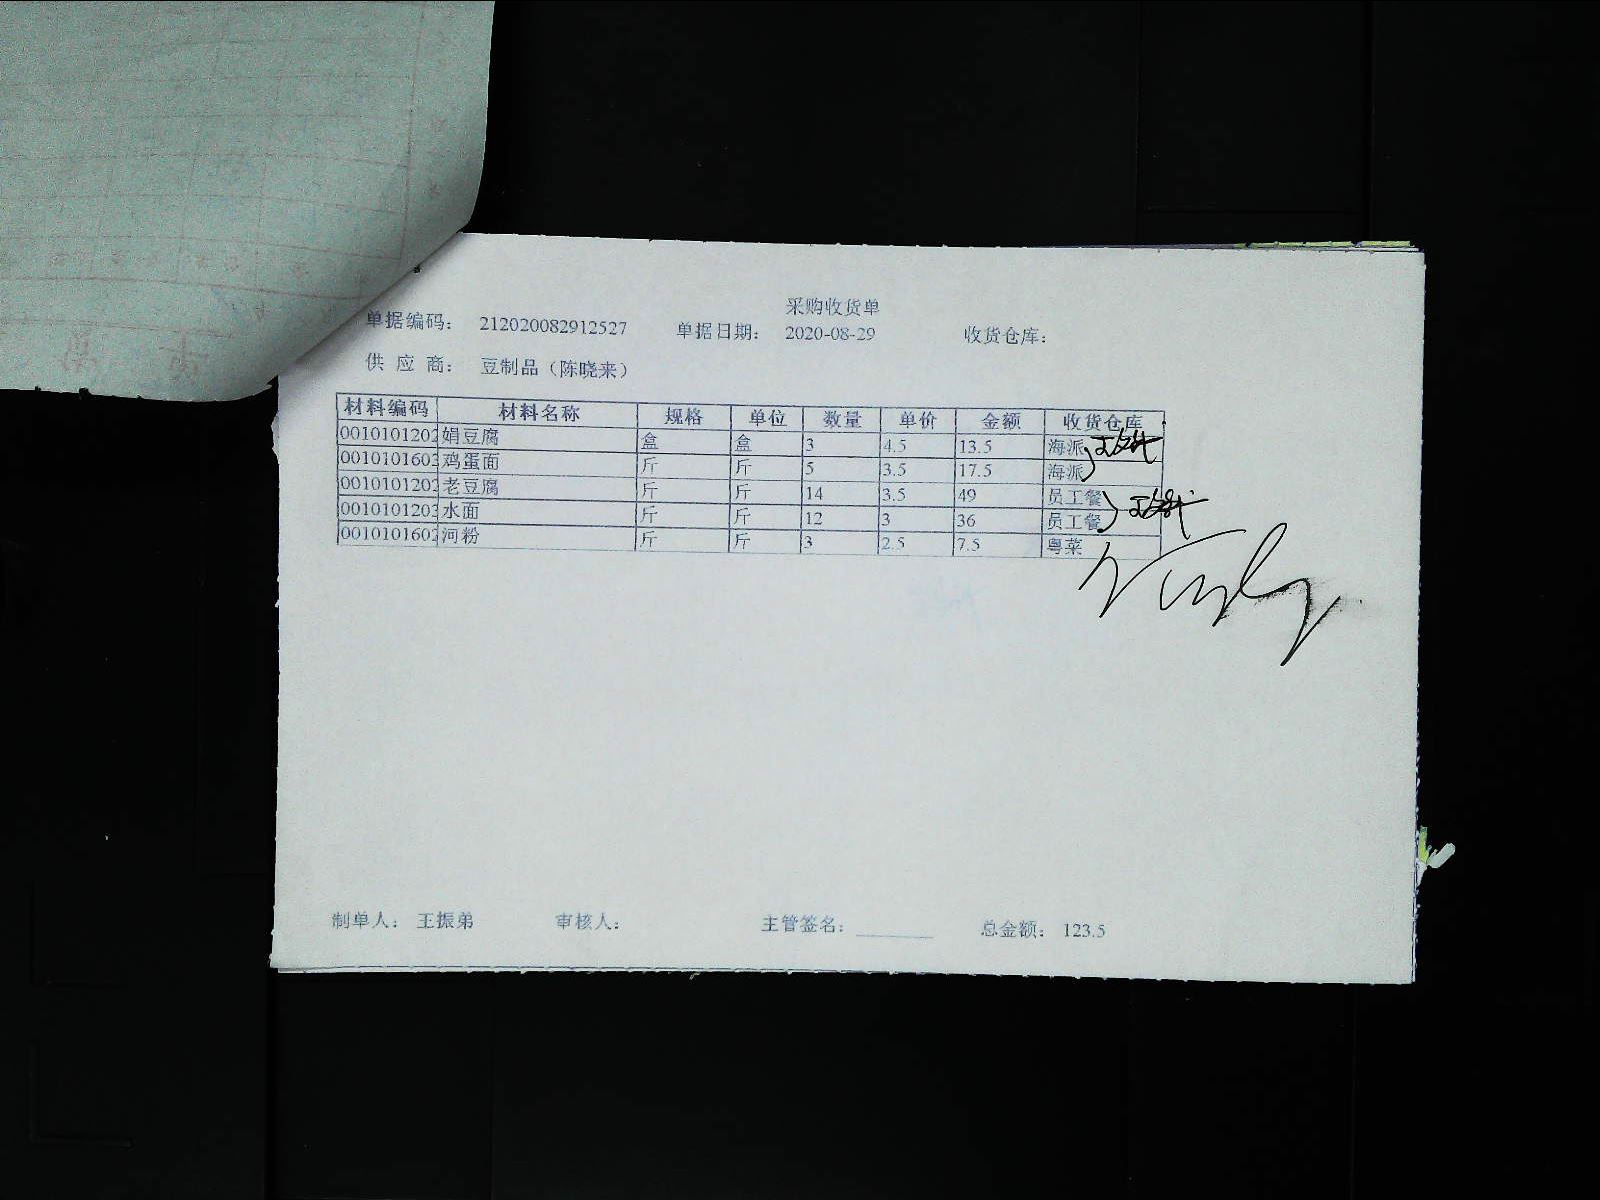 采购收货单
单据编码： 212020082912527 单据日期： 2020-08-29 收货仓库：
供 应 商： 豆制品（陈晓来）
材料编码 材料名称 规格 单位 数量 单价 金额 收货仓库
0010101202 娟豆腐 盒 盒 3 4.5 13.5 海派
0010101603 鸡蛋面 斤 斤 5 3.5 17.5 海派
0010101202 老豆腐 斤 斤 14 3.5 49 员工餐
0010101203 水面 斤 斤 12 3 36 员工餐
0010101602 河粉 斤 斤 3 2.5 7.5 粤菜
制单人： 王振弟 审核人： 主管签名： 总金额： 123.5